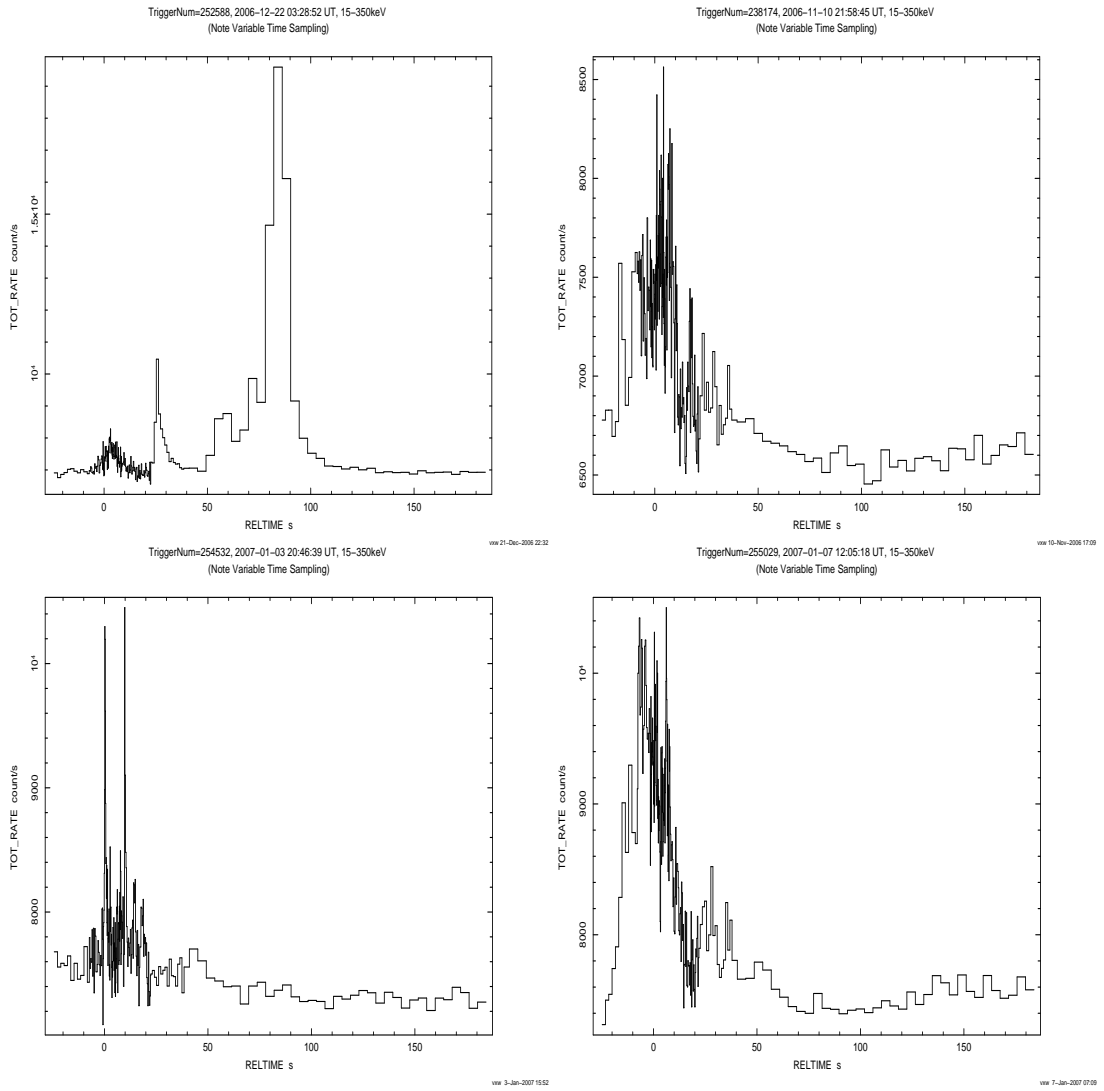 TriggerNum=252588, 2006−12−22 03:28:52 UT, 15−350keV
(Note Variable Time Sampling)
1.5×10⁴
10⁴
TOT_RATE count/s
0 50 100 150
RELTIME s
vxw 21−Dec−2006 22:32
TriggerNum=238174, 2006−11−10 21:58:45 UT, 15−350keV
(Note Variable Time Sampling)
8500
8000
7500
7000
6500
TOT_RATE count/s
0 50 100 150
RELTIME s
vxw 10−Nov−2006 17:09
TriggerNum=254532, 2007−01−03 20:46:39 UT, 15−350keV
(Note Variable Time Sampling)
10⁴
9000
8000
TOT_RATE count/s
0 50 100 150
RELTIME s
vxw 3−Jan−2007 15:52
TriggerNum=255029, 2007−01−07 12:05:18 UT, 15−350keV
(Note Variable Time Sampling)
10⁴
9000
8000
TOT_RATE count/s
0 50 100 150
RELTIME s
vxw 7−Jan−2007 07:09